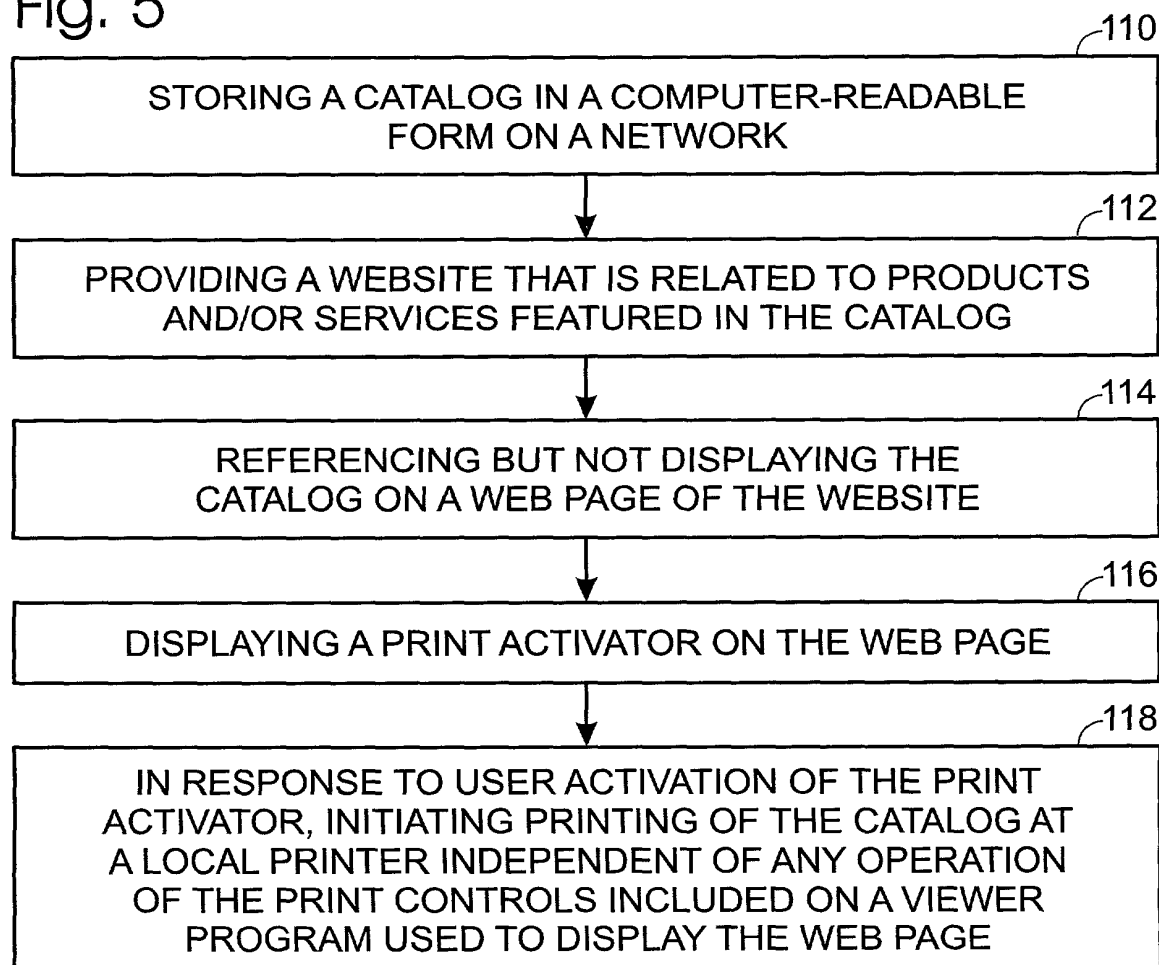 Fig. 5
110
STORING A CATALOG IN A COMPUTER-READABLE
FORM ON A NETWORK
112
PROVIDING A WEBSITE THAT IS RELATED TO PRODUCTS
AND/OR SERVICES FEATURED IN THE CATALOG
114
REFERENCING BUT NOT DISPLAYING THE
CATALOG ON A WEB PAGE OF THE WEBSITE
116
DISPLAYING A PRINT ACTIVATOR ON THE WEB PAGE
118
IN RESPONSE TO USER ACTIVATION OF THE PRINT
ACTIVATOR, INITIATING PRINTING OF THE CATALOG AT
A LOCAL PRINTER INDEPENDENT OF ANY OPERATION
OF THE PRINT CONTROLS INCLUDED ON A VIEWER
PROGRAM USED TO DISPLAY THE WEB PAGE